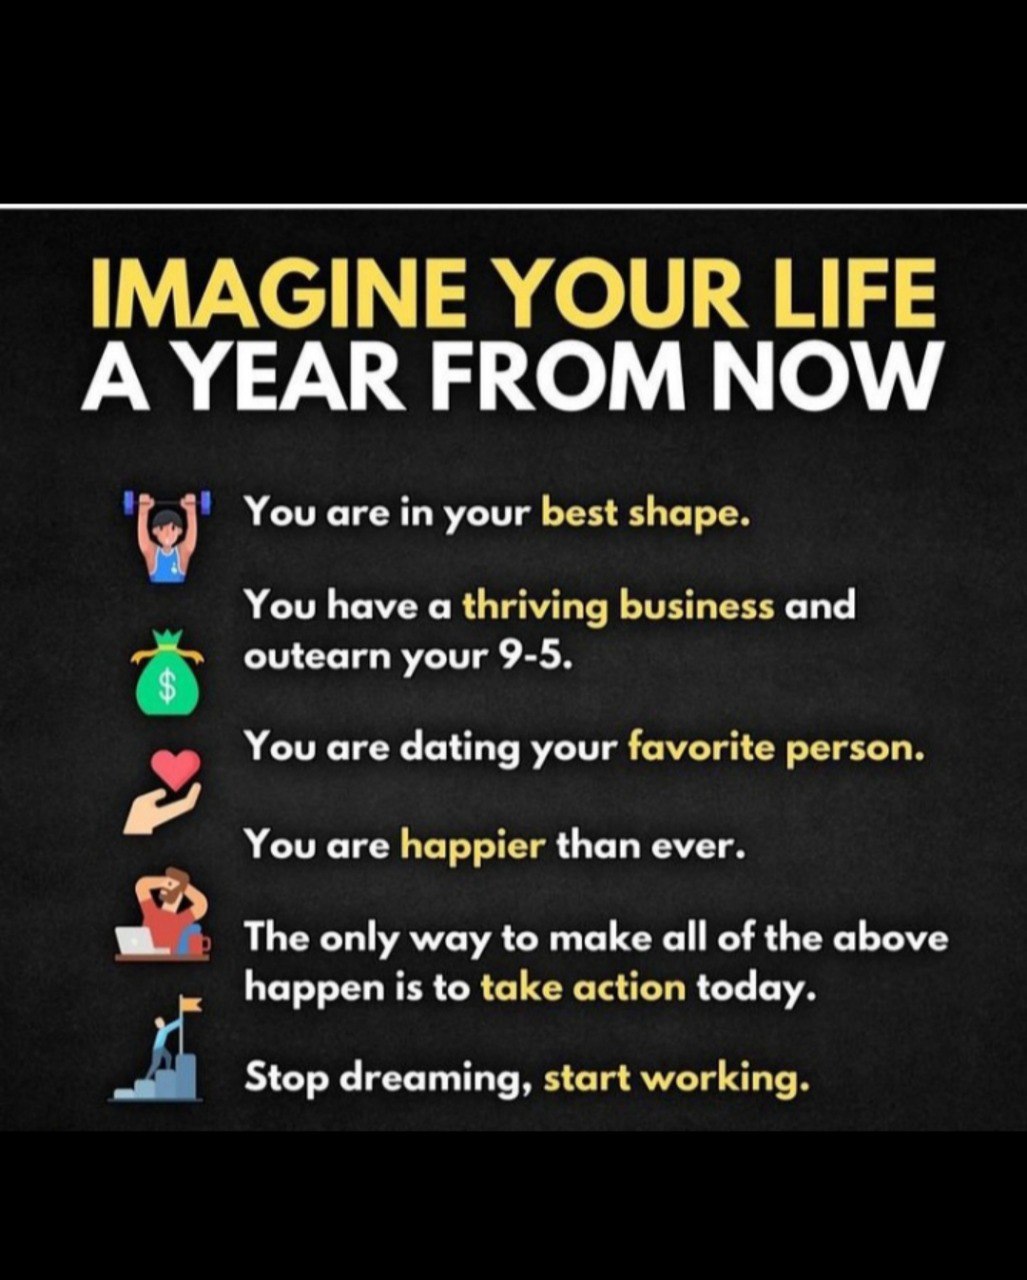 IMAGINE YOUR LIFE
A YEAR FROM NOW
You are in your best shape.
You have a thriving business and
outearn your 9-5.
$
You are dating your favorite person.
You are happier than ever.
The only way to make all of the above
happen is to take action today.
Stop dreaming, start working.